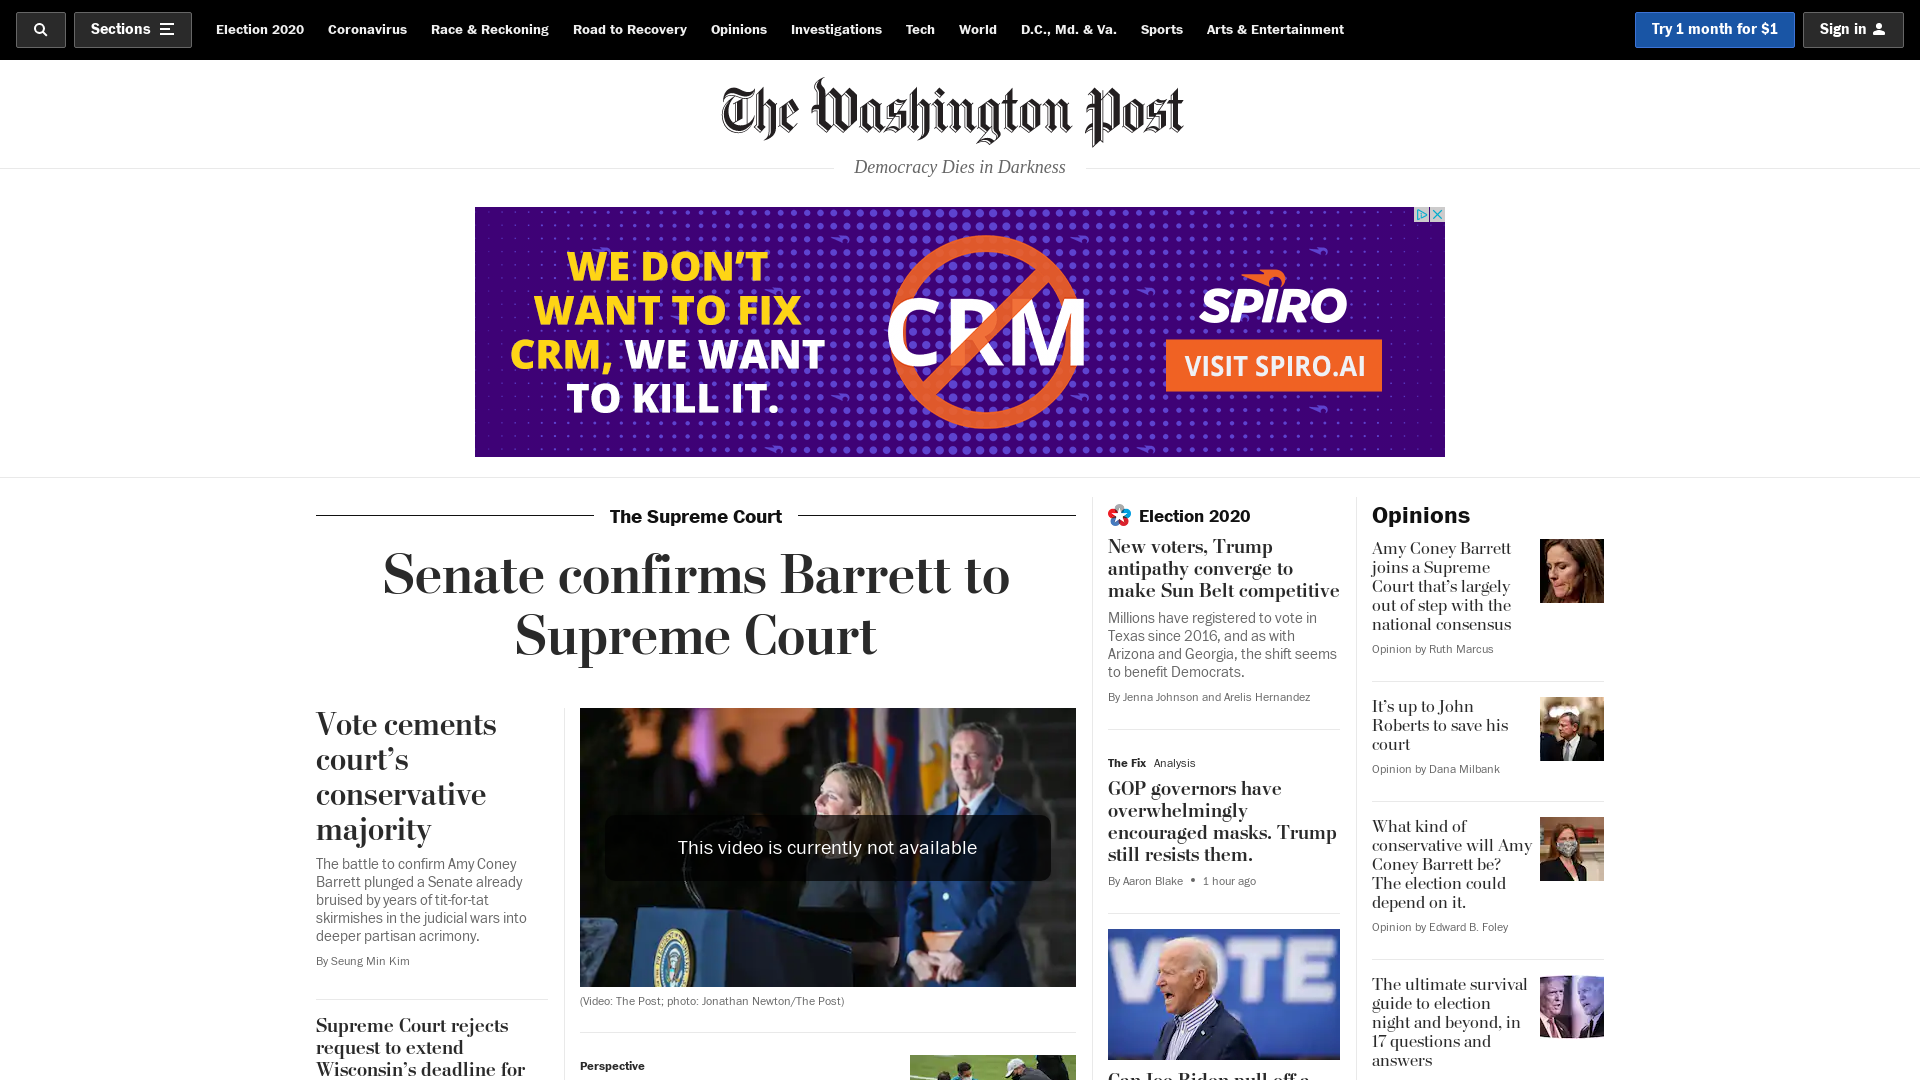 Sections
Election 2020
Coronavirus
Race & Reckoning
Road to Recovery
Opinions
Investigations
Tech
World
D.C., Md. & Va.
Sports
Arts & Entertainment
Try 1 month for $1
Sign in
The Washington Post
Democracy Dies in Darkness
WE DON'T
WANT TO FIX
CRM, WE WANT
TO KILL IT.
CRM
SPIRO
VISIT SPIRO.AI
The Supreme Court
Senate confirms Barrett to
Supreme Court
Vote cements
court's
conservative
majority
The battle to confirm Amy Coney
Barrett plunged a Senate already
bruised by years of tit-for-tat
skirmishes in the judicial wars into
deeper partisan acrimony.
By Seung Min Kim
Supreme Court rejects
request to extend
Wisconsin's deadline for
This video is currently not available
(Video: The Post; photo: Jonathan Newton/The Post)
Perspective
Election 2020
New voters, Trump
antipathy converge to
make Sun Belt competitive
Millions have registered to vote in
Texas since 2016, and as with
Arizona and Georgia, the shift seems
to benefit Democrats.
By Jenna Johnson and Arelis Hernandez
The Fix Analysis
GOP governors have
overwhelmingly
encouraged masks. Trump
still resists them.
By Aaron Blake • 1 hour ago
VOTE
Can Joe Biden pull off a
Opinions
Amy Coney Barrett
joins a Supreme
Court that's largely
out of step with the
national consensus
Opinion by Ruth Marcus
It's up to John
Roberts to save his
court
Opinion by Dana Milbank
What kind of
conservative will Amy
Coney Barrett be?
The election could
depend on it.
Opinion by Edward B. Foley
The ultimate survival
guide to election
night and beyond, in
17 questions and
answers